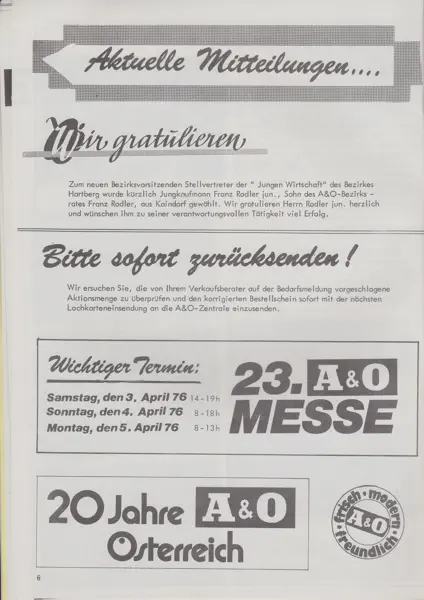 Aktuelle Mitteilungen....
Wir gratulieren
Zum neuen Bezirksvorsitzenden Stellvertreter der " Jungen Wirtschaft" des Bezirkes
Hartberg wurde kürzlich Jungkaufmann Franz Rodler jun., Sohn des A&O-Bezirks -
rates Franz Rodler, aus Kaindorf gewählt. Wir gratulieren Herrn Rodler jun. herzlich
und wünschen ihm zu seiner verantwortungsvollen Tätigkeit viel Erfolg.
Bitte sofort zurücksenden!
Wir ersuchen Sie, die von Ihrem Verkaufsberater auf der Bedarfsmeldung vorgeschlagene
Aktionsmenge zu überprüfen und den korrigierten Bestellschein sofort mit der nächsten
Lochkarteneinsendung an die A&O-Zentrale einzusenden.
Wichtiger Termin:
Samstag, den 3. April 76 14-19h
Sonntag, den 4. April 76 8-18h
Montag, den 5. April 76 8-13h
23. A&O
MESSE
20 Jahre A&O
Österreich
frisch • modern • freundlich •
A&O
6